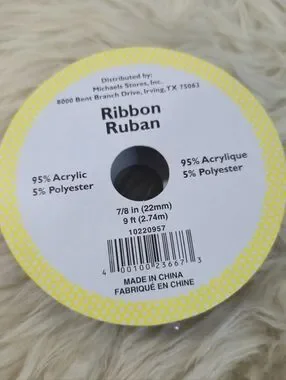 Distributed by:
Michaels Stores, Inc.
8000 Bent Branch Drive, Irving, TX 75063
Ribbon
Ruban
95% Acrylic
5% Polyester
95% Acrylique
5% Polyester
7/8 in (22mm)
9 ft (2.74m)
10220957
4 00100 23667 3
MADE IN CHINA
FABRIQUÉ EN CHINE